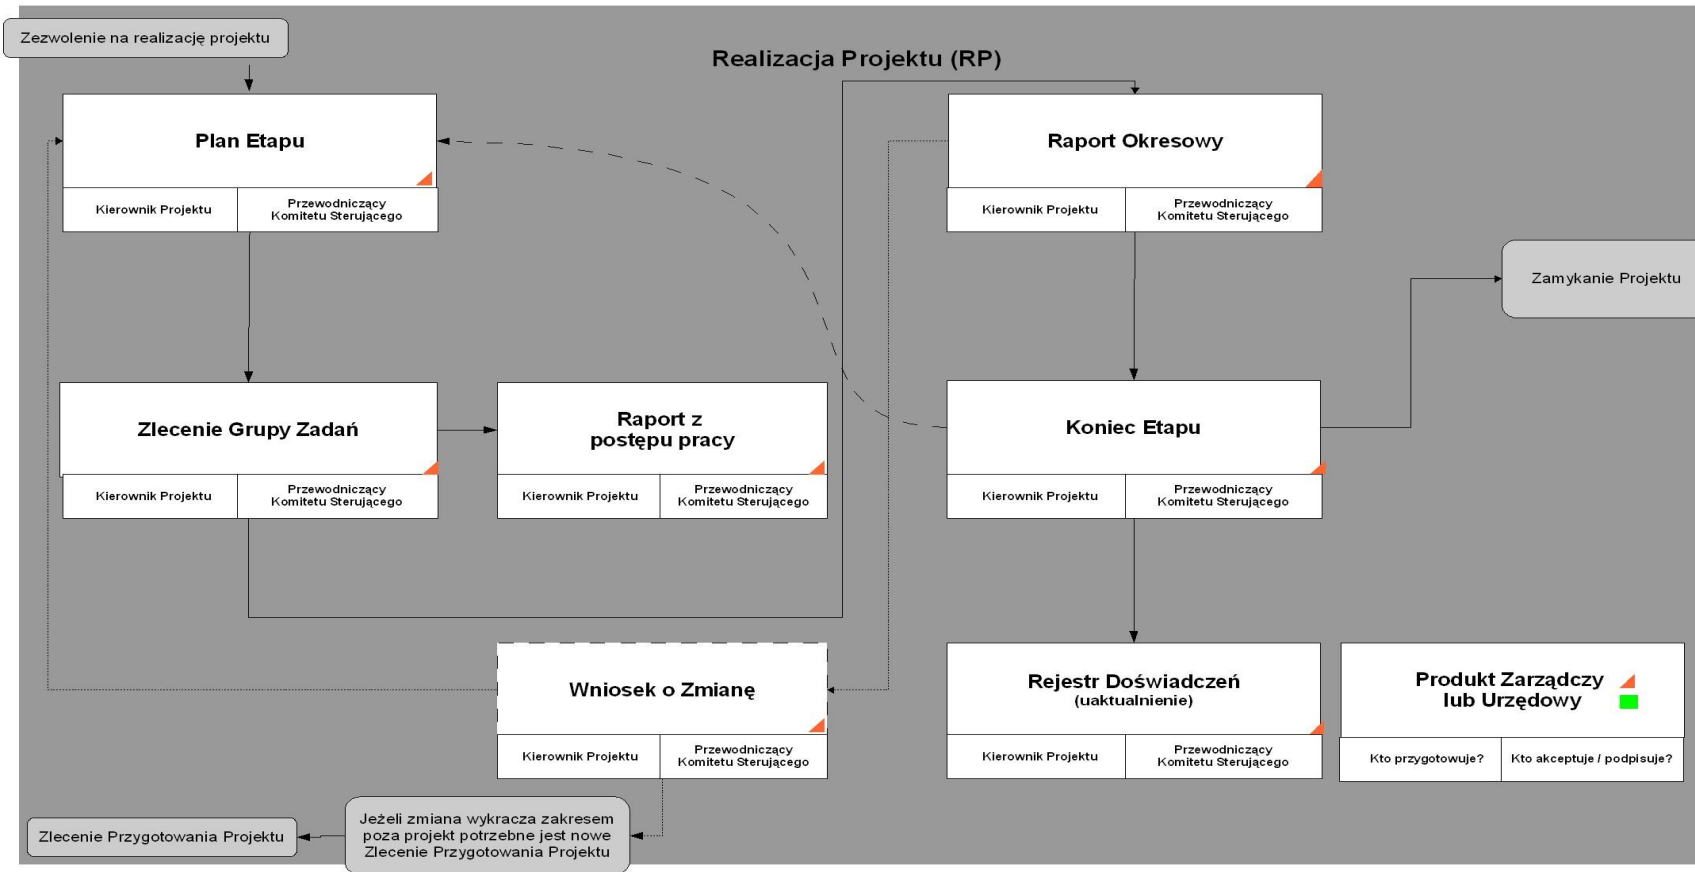 Zezwolenie na realizację projektu
Realizacja Projektu (RP)
Plan Etapu
Kierownik Projektu
Przewodniczący
Komitetu Sterującego
Raport Okresowy
Kierownik Projektu
Przewodniczący
Komitetu Sterującego
Zamykanie Projektu
Zlecenie Grupy Zadań
Kierownik Projektu
Przewodniczący
Komitetu Sterującego
Raport z
postępu pracy
Kierownik Projektu
Przewodniczący
Komitetu Sterującego
Koniec Etapu
Kierownik Projektu
Przewodniczący
Komitetu Sterującego
Wniosek o Zmianę
Kierownik Projektu
Przewodniczący
Komitetu Sterującego
Rejestr Doświadczeń
(uaktualnienie)
Kierownik Projektu
Przewodniczący
Komitetu Sterującego
Produkt Zarządczy
lub Urzędowy
Kto przygotowuje?
Kto akceptuje / podpisuje?
Zlecenie Przygotowania Projektu
Jeżeli zmiana wykracza zakresem
poza projekt potrzebne jest nowe
Zlecenie Przygotowania Projektu